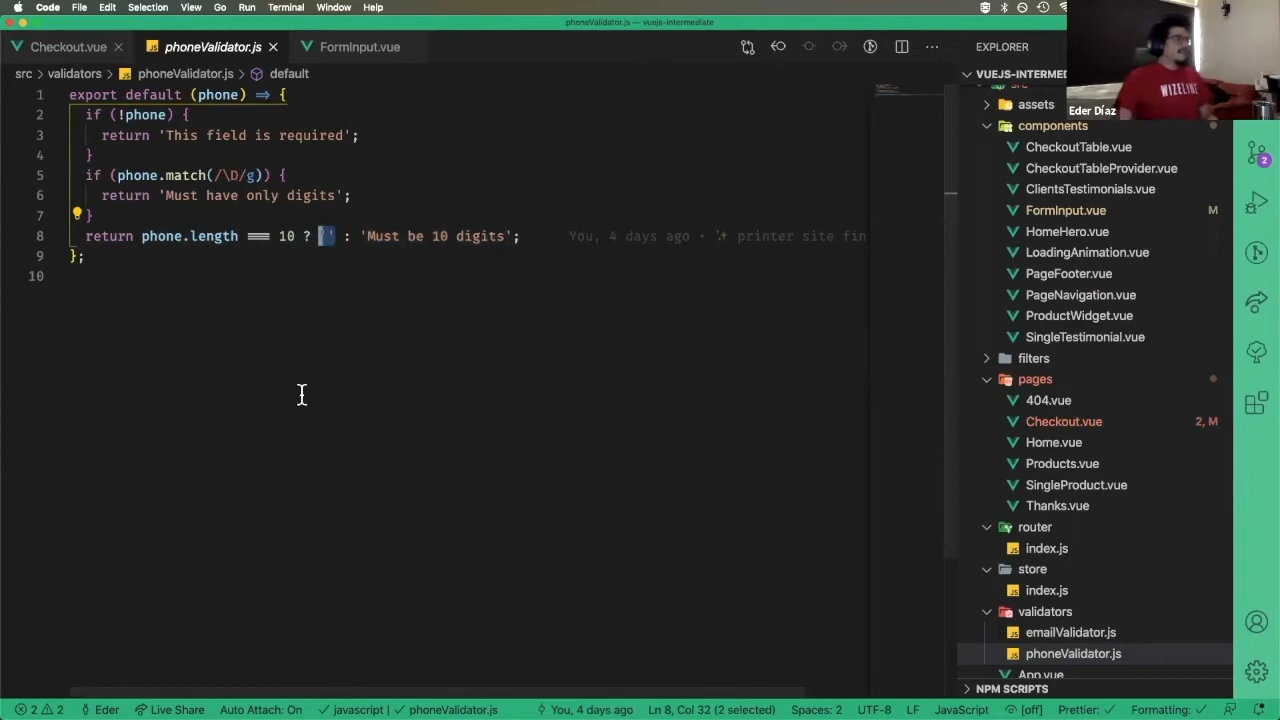 Code File Edit Selection View Go Run Terminal Window Help
phoneValidator.js — vuejs-intermediate
Checkout.vue phoneValidator.js FormInput.vue
EXPLORER
src › validators › phoneValidator.js › default
VUEJS-INTERMED
1 export default (phone) => {
2 if (!phone) {
3 return 'This field is required';
4 }
5 if (phone.match(/\D/g)) {
6 return 'Must have only digits';
7 }
8 return phone.length === 10 ? '' : 'Must be 10 digits'; You, 4 days ago • ✨ printer site fin
9 };
10
WIZELINE
Eder Díaz
src
assets
components
CheckoutTable.vue
CheckoutTableProvider.vue
ClientsTestimonials.vue
FormInput.vue M
HomeHero.vue
LoadingAnimation.vue
PageFooter.vue
PageNavigation.vue
ProductWidget.vue
SingleTestimonial.vue
filters
pages
404.vue
Checkout.vue 2, M
Home.vue
Products.vue
SingleProduct.vue
Thanks.vue
router
index.js
store
index.js
validators
emailValidator.js
phoneValidator.js
App.vue
NPM SCRIPTS
2
2 2 Eder Live Share Auto Attach: On ✓ javascript | ✓ phoneValidator.js You, 4 days ago Ln 8, Col 32 (2 selected) Spaces: 2 UTF-8 LF JavaScript [off] Prettier: ✓ Formatting: ✓